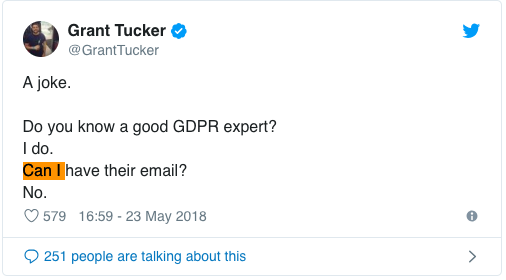 Grant Tucker
@GrantTucker
A joke.
Do you know a good GDPR expert?
I do.
Can I have their email?
No.
579 16:59 - 23 May 2018
251 people are talking about this